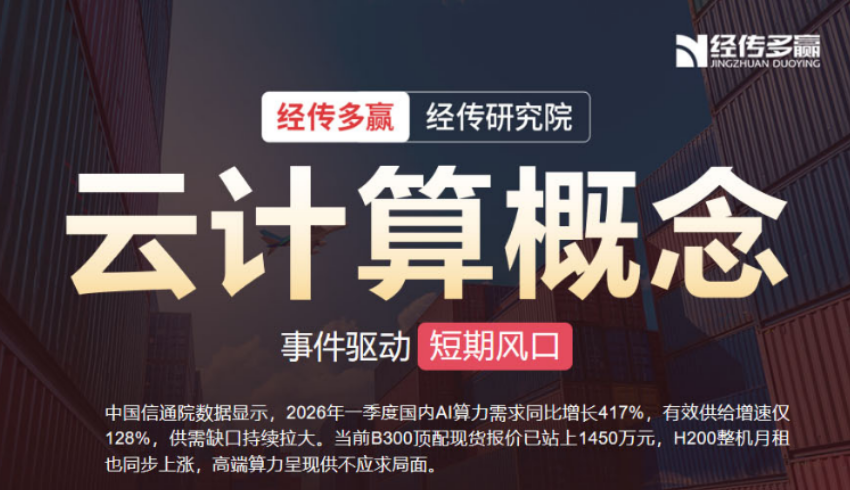 经传多赢
JINGZHUAN DUOYING
经传多赢 经传研究院
云计算概念
事件驱动 短期风口
中国信通院数据显示，2026年一季度国内AI算力需求同比增长417%，有效供给增速仅
128%，供需缺口持续拉大。当前B300顶配现货报价已站上1450万元，H200整机月租
也同步上涨，高端算力呈现供不应求局面。